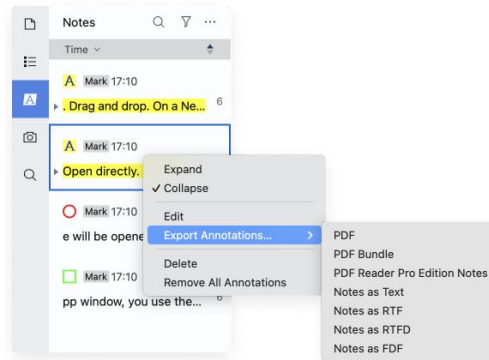 Notes
Time
A Mark 17:10
. Drag and drop. On a Ne... 6
A Mark 17:10
Open directly.
Mark 17:10
e will be opene
Mark 17:10
pp window, you use the... 6
Expand
✓ Collapse
Edit
Export Annotations...
Delete
Remove All Annotations
PDF
PDF Bundle
PDF Reader Pro Edition Notes
Notes as Text
Notes as RTF
Notes as RTFD
Notes as FDF